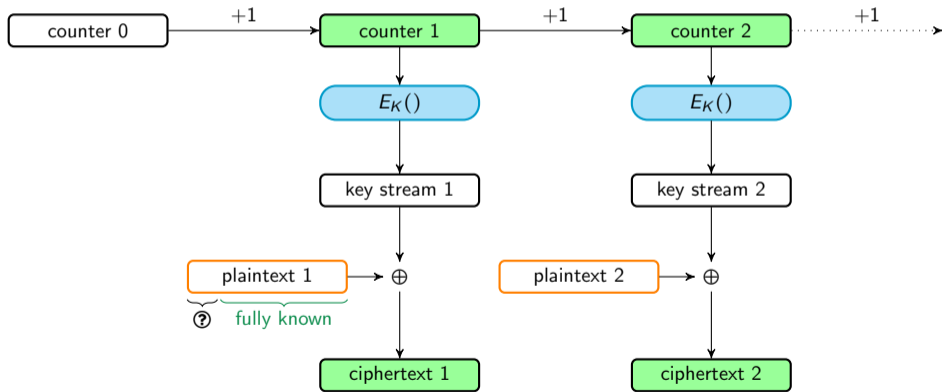 +1 +1 +1
counter 0 counter 1 counter 2
E_K() E_K()
key stream 1 key stream 2
plaintext 1 ⊕ plaintext 2 ⊕
? fully known
ciphertext 1 ciphertext 2